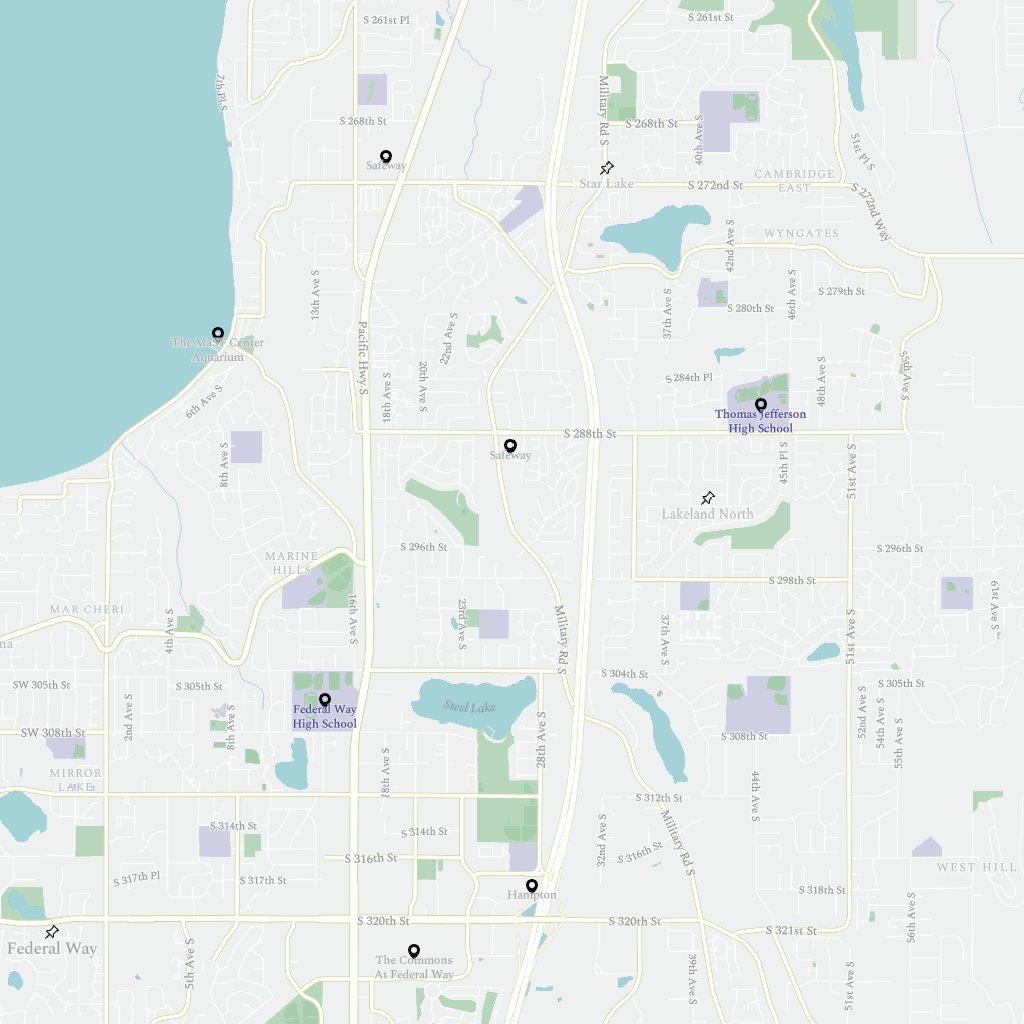 S 261st Pl
S 261st St
7th Pl S
Military Rd S
S 268th St
S 268th St
40th Ave S
51st Pl S
Safeway
Star Lake
S 272nd St
CAMBRIDGE
EAST
S 272nd Way
42nd Ave S
WYNGATES
13th Ave S
37th Ave S
46th Ave S
S 279th St
S 280th St
22nd Ave S
Pacific Hwy S
Aquarium
20th Ave S
18th Ave S
S 284th Pl
48th Ave S
55th Ave S
6th Ave S
Thomas Jefferson
High School
S 288th St
8th Ave S
Safeway
45th Pl S
51st Ave S
Lakeland North
S 296th St
S 296th St
MARINE
HILLS
S 298th St
MAR CHERI
4th Ave S
16th Ave S
23rd Ave S
Military Rd S
37th Ave S
51st Ave S
61st Ave S
ma
SW 305th St
S 305th St
S 304th St
S 305th St
2nd Ave S
8th Ave S
Federal Way
High School
Steel Lake
28th Ave S
52nd Ave S
54th Ave S
55th Ave S
SW 308th St
S 308th St
MIRROR
LAKE
18th Ave S
44th Ave S
S 312th St
S 314th St
S 314th St
32nd Ave S
Military Rd S
S 316th St
S 316th St
S 317th Pl
S 317th St
WEST HILL
S 318th St
Hampton
56th Ave S
S 320th St
S 320th St
S 321st St
Federal Way
5th Ave S
The Commons
At Federal Way
39th Ave S
51st Ave S